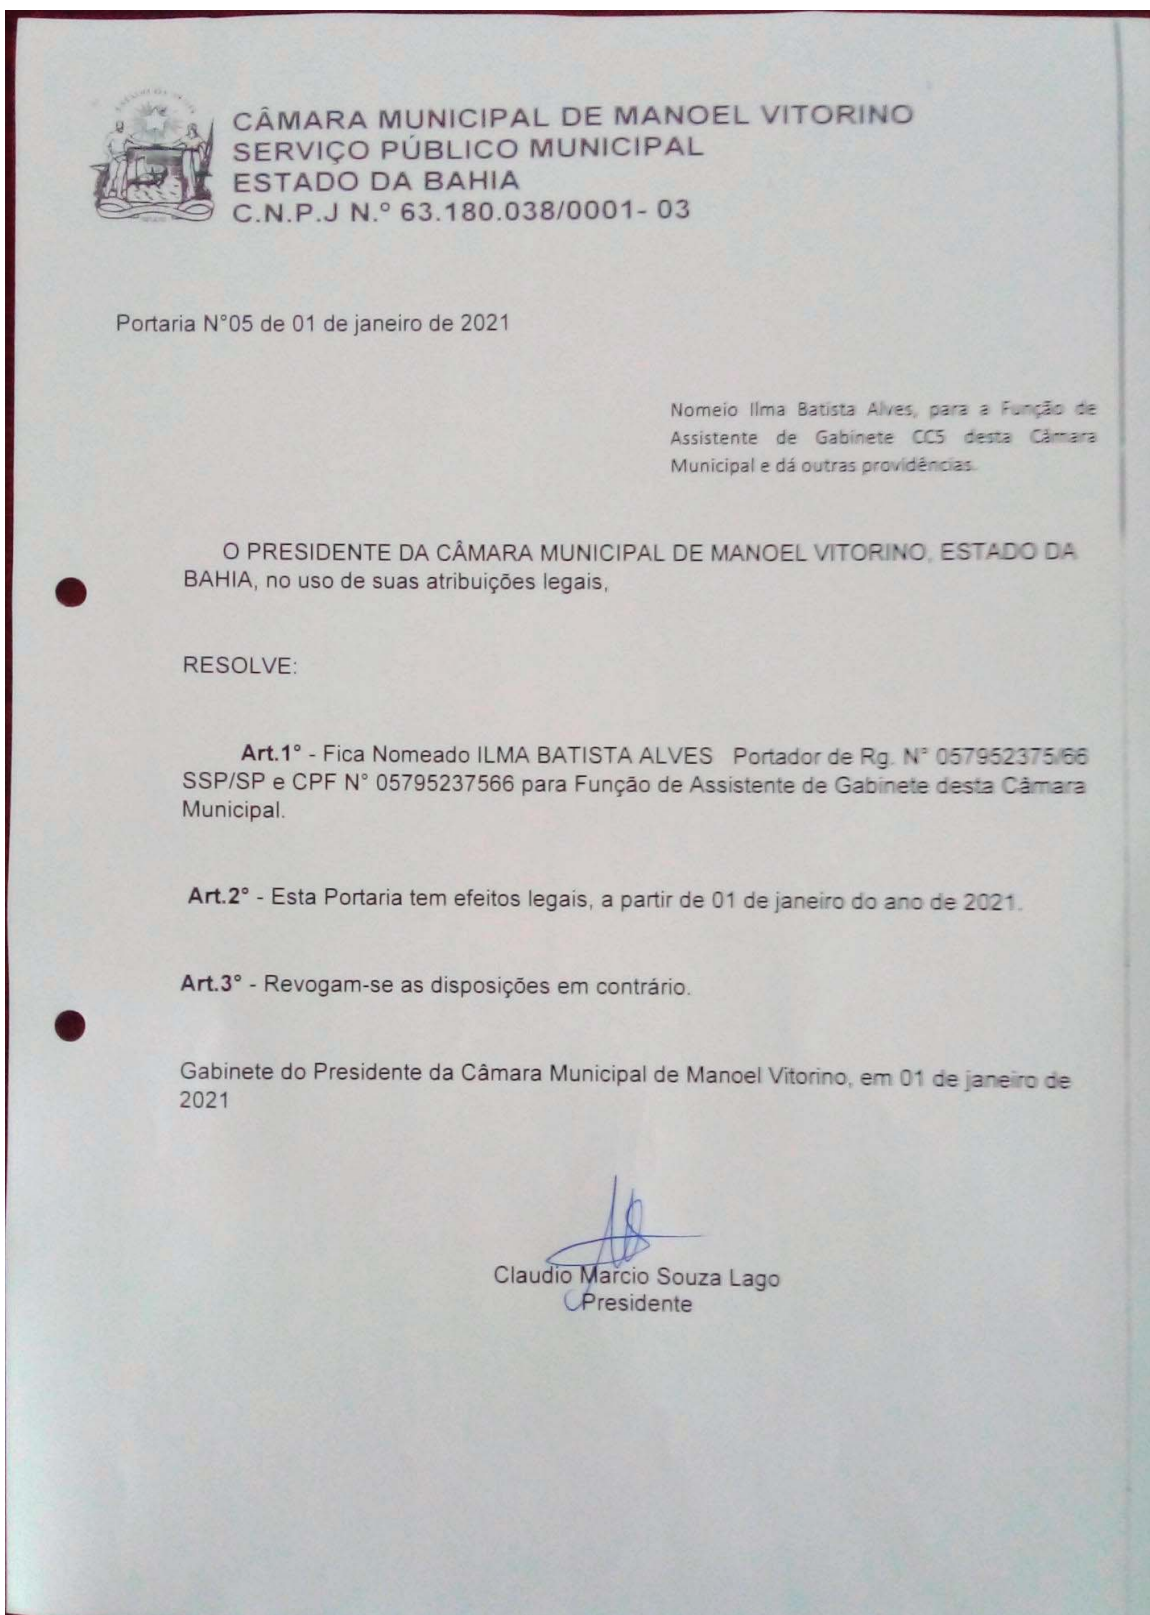 CÂMARA MUNICIPAL DE MANOEL VITORINO
SERVIÇO PÚBLICO MUNICIPAL
ESTADO DA BAHIA
C.N.P.J N.º 63.180.038/0001- 03
Portaria N°05 de 01 de janeiro de 2021
Nomeio Ilma Batista Alves, para a Função de
Assistente de Gabinete CC5 desta Câmara
Municipal e dá outras providências.
O PRESIDENTE DA CÂMARA MUNICIPAL DE MANOEL VITORINO, ESTADO DA
BAHIA, no uso de suas atribuições legais,
RESOLVE:
Art.1° - Fica Nomeado ILMA BATISTA ALVES Portador de Rg. N° 057952375/66
SSP/SP e CPF N° 05795237566 para Função de Assistente de Gabinete desta Câmara
Municipal.
Art.2° - Esta Portaria tem efeitos legais, a partir de 01 de janeiro do ano de 2021.
Art.3° - Revogam-se as disposições em contrário.
Gabinete do Presidente da Câmara Municipal de Manoel Vitorino, em 01 de janeiro de
2021
Claudio Marcio Souza Lago
Presidente